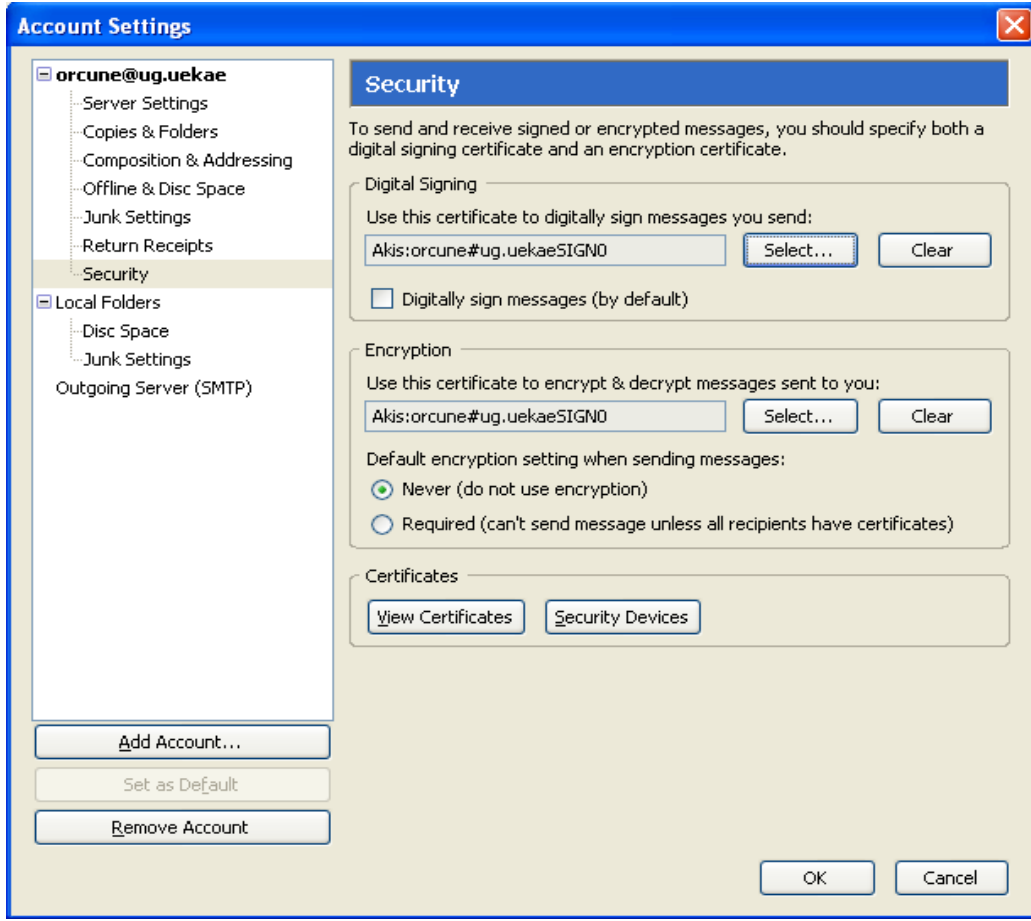 Account Settings
orcune@ug.uekae
Server Settings
Copies & Folders
Composition & Addressing
Offline & Disc Space
Junk Settings
Return Receipts
Security
Local Folders
Disc Space
Junk Settings
Outgoing Server (SMTP)
Add Account...
Set as Default
Remove Account
Security
To send and receive signed or encrypted messages, you should specify both a
digital signing certificate and an encryption certificate.
Digital Signing
Use this certificate to digitally sign messages you send:
Akis:orcune#ug.uekaeSIGN0
Select...
Clear
Digitally sign messages (by default)
Encryption
Use this certificate to encrypt & decrypt messages sent to you:
Akis:orcune#ug.uekaeSIGN0
Select...
Clear
Default encryption setting when sending messages:
Never (do not use encryption)
Required (can't send message unless all recipients have certificates)
Certificates
View Certificates
Security Devices
OK
Cancel